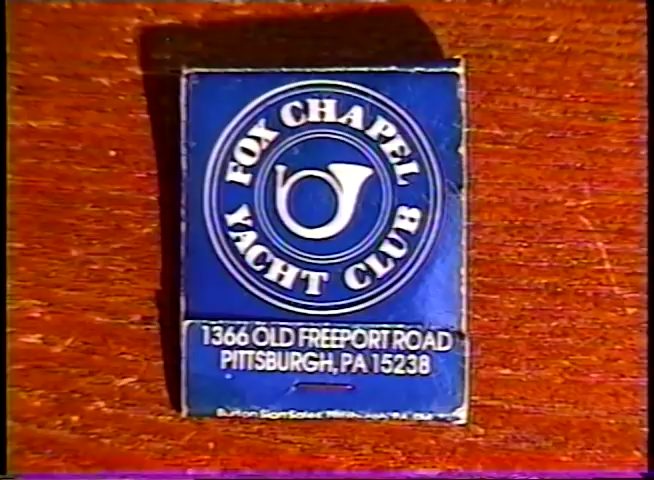 FOX CHAPEL
YACHT CLUB
1366 OLD FREEPORT ROAD
PITTSBURGH, PA 15238